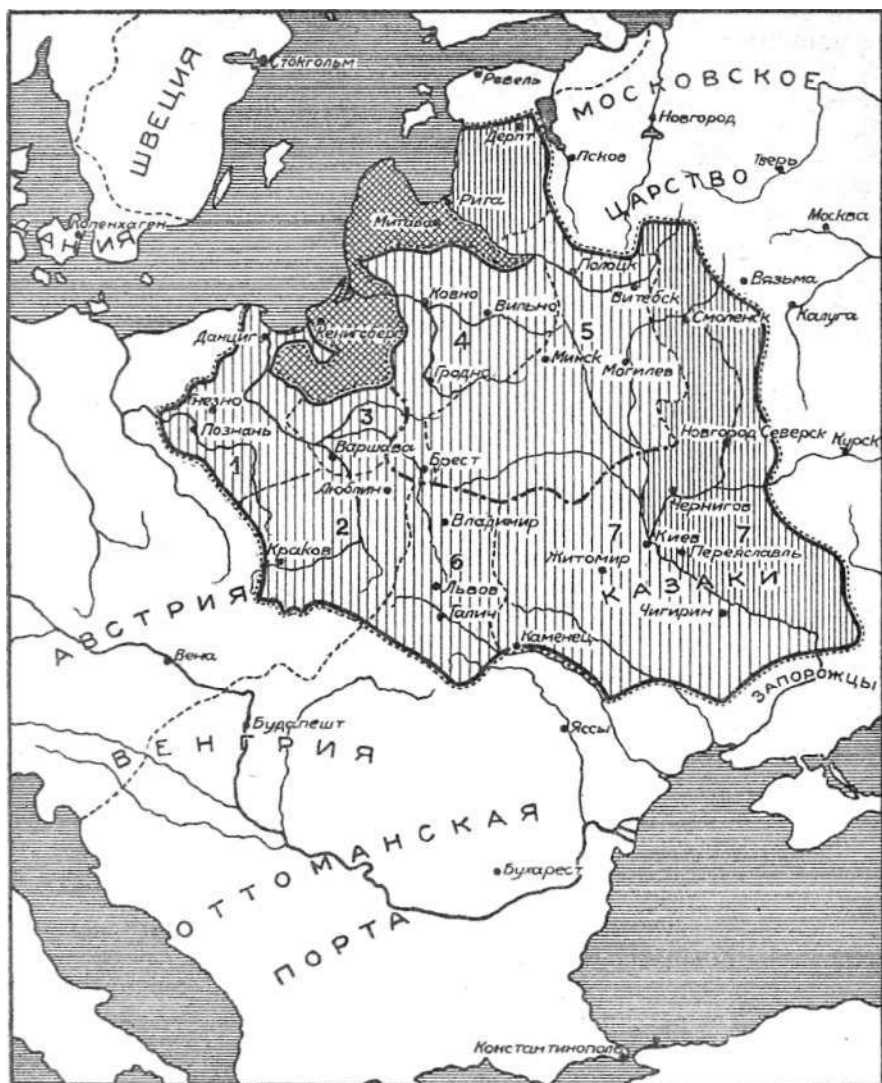 ШВЕЦИЯ
Стокгольм
Ревель
МОСКОВСКОЕ
Новгород
Дерпт
Псков
Тверь
ЦАРСТВО
Рига
Москва
Митава
Копенхаген
АНИЯ
Полоцк
Вязьма
Витебск
Ковно
Вильно
Смоленск
Калуга
Данциг
Кенигсберг
4
5
Минск
Могилев
Гродно
Гнезно
3
Познань
Новгород Северск
Курск
Варшава
1
Брест
Люблин
Чернигов
2
Владимир
7
7
Киев
Переяславль
Краков
Житомир
6
Львов
КАЗАКИ
Галич
Чигирин
АВСТРИЯ
Каменец
Вена
ЗАПОРОЖЦЫ
Будапешт
Яссы
ВЕНГРИЯ
ОТТОМАНСКАЯ
Бухарест
ПОРТА
Константинополь